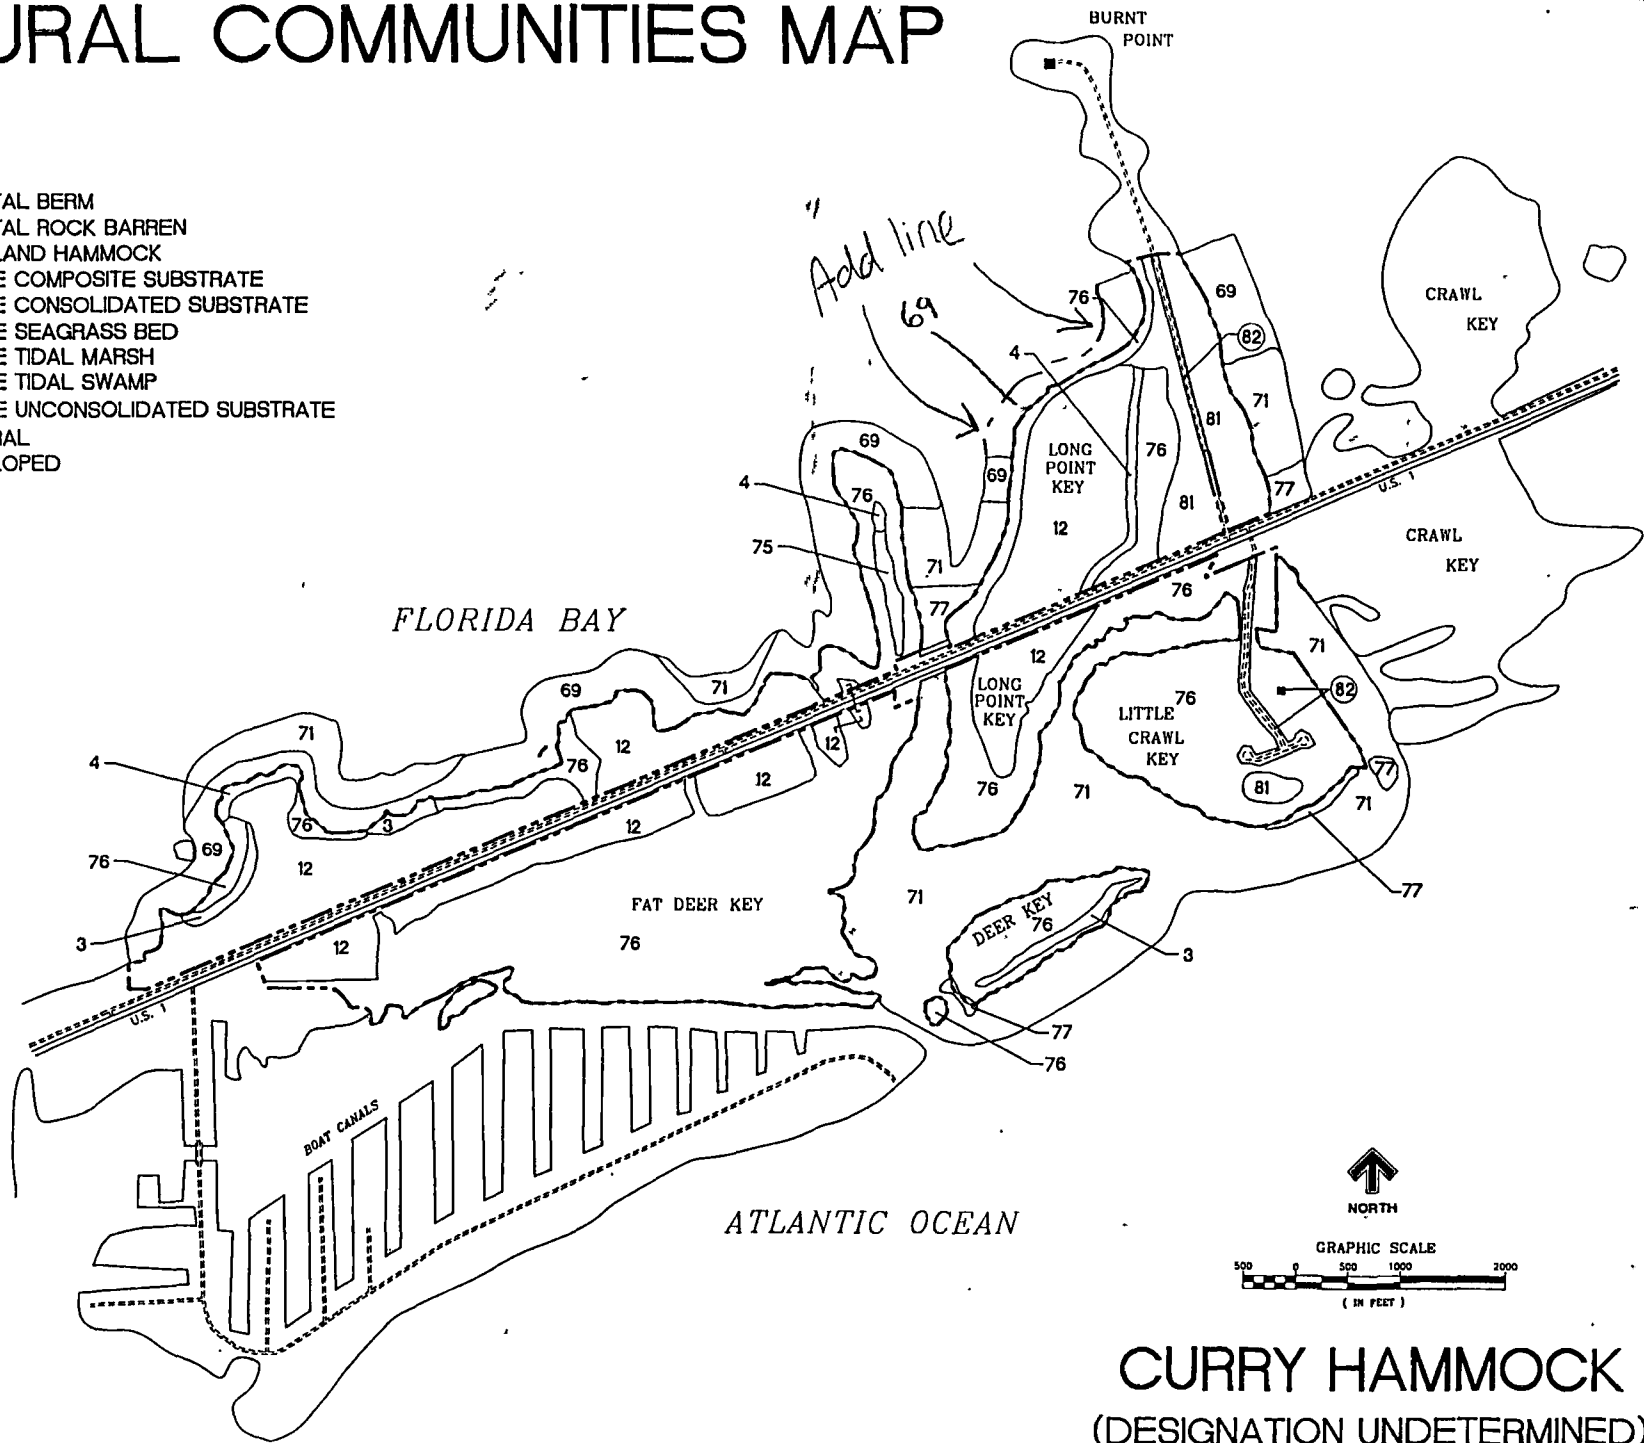 URAL COMMUNITIES MAP
BURNT
POINT
TAL BERM
TAL ROCK BARREN
LAND HAMMOCK
E COMPOSITE SUBSTRATE
E CONSOLIDATED SUBSTRATE
E SEAGRASS BED
E TIDAL MARSH
E TIDAL SWAMP
E UNCONSOLIDATED SUBSTRATE
RAL
LOPED
Add line
69
76
69
82
CRAWL
KEY
4
71
81
69
LONG
POINT
KEY
76
4
76
69
77
U.S. 1
81
12
CRAWL
KEY
75
71
76
FLORIDA BAY
77
12
71
69
71
LONG
POINT
KEY
76
82
LITTLE
CRAWL
KEY
71
12
12
4
76
12
77
76
71
81
71
76
3
12
69
76
12
77
FAT DEER KEY
71
DEER KEY
76
76
3
12
3
U.S. 1
77
76
BOAT CANALS
ATLANTIC OCEAN
NORTH
GRAPHIC SCALE
500 0 500 1000 2000
( IN FEET )
CURRY HAMMOCK
(DESIGNATION UNDETERMINED)